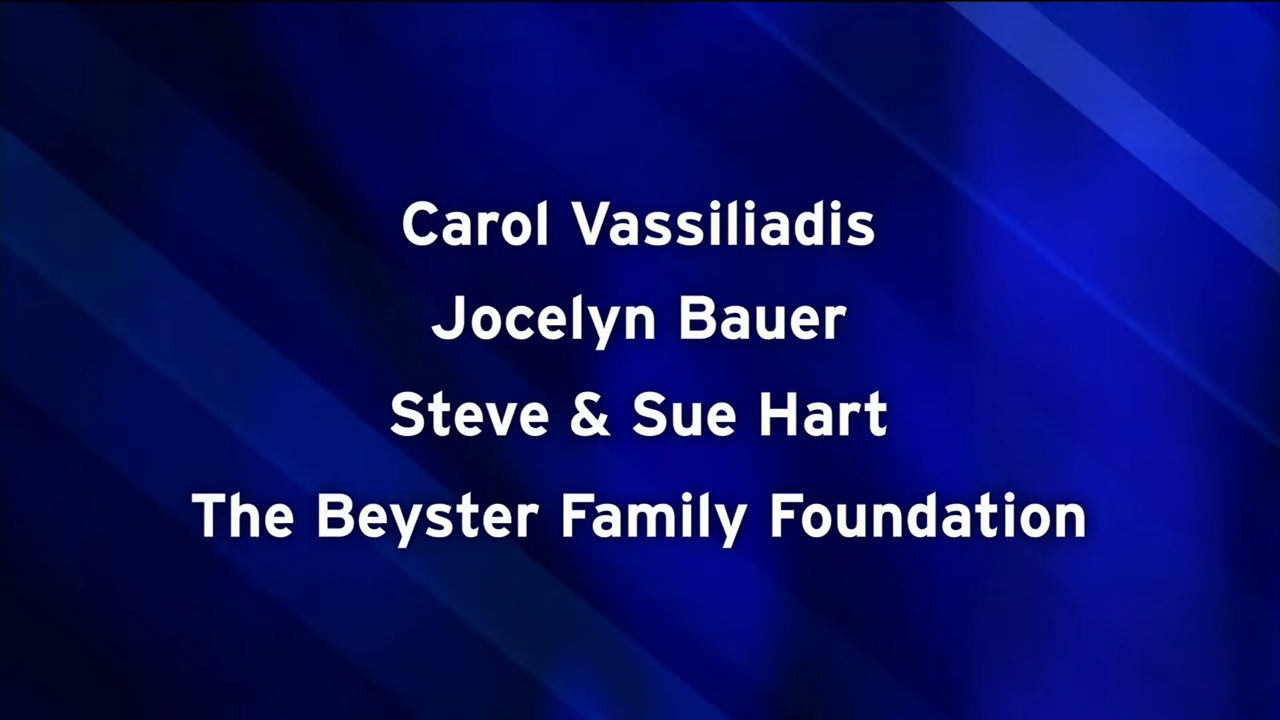 Carol Vassiliadis
Jocelyn Bauer
Steve & Sue Hart
The Beyster Family Foundation